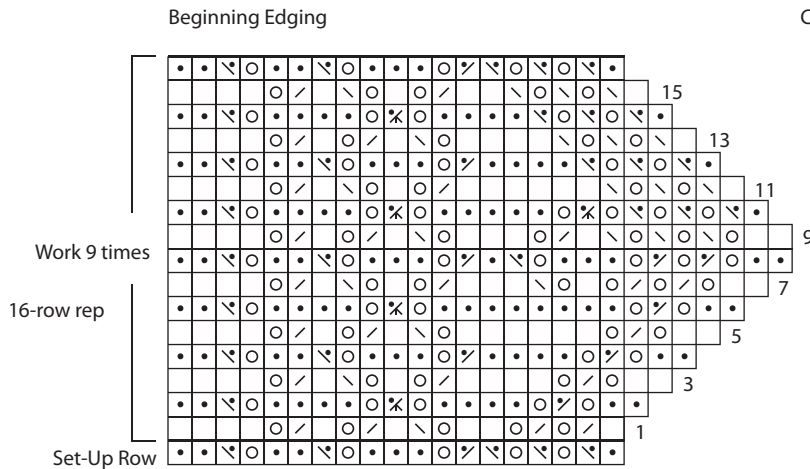 Beginning Edging
C
15
13
11
9
Work 9 times
7
16-row rep
5
3
1
Set-Up Row